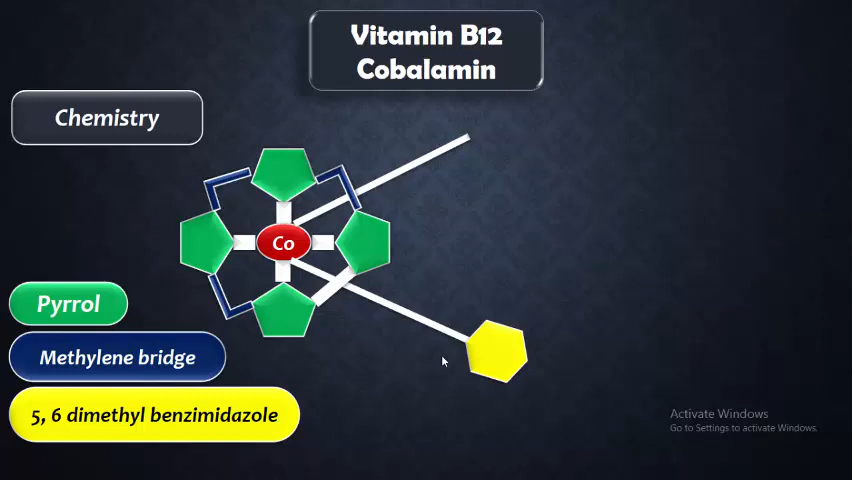 Vitamin B12
Cobalamin
Chemistry
Co
Pyrrol
Methylene bridge
5, 6 dimethyl benzimidazole
Activate Windows
Go to Settings to activate Windows.